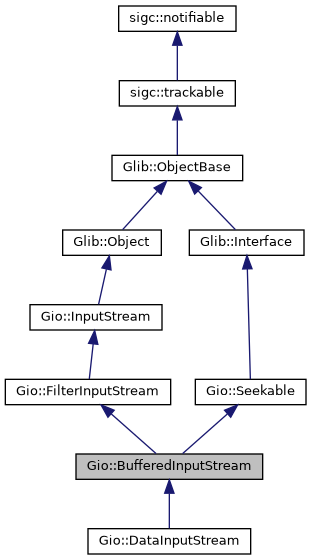 sigc::notifiable
sigc::trackable
Glib::ObjectBase
Glib::Object
Glib::Interface
Gio::InputStream
Gio::FilterInputStream
Gio::Seekable
Gio::BufferedInputStream
Gio::DataInputStream